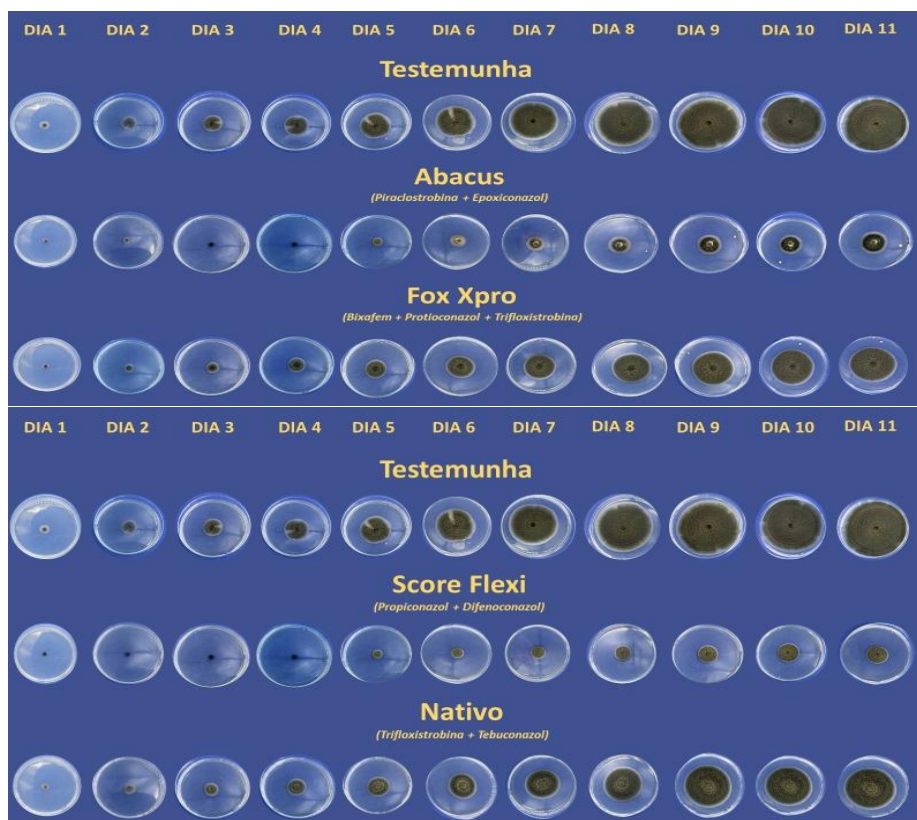 DIA 1 DIA 2 DIA 3 DIA 4 DIA 5 DIA 6 DIA 7 DIA 8 DIA 9 DIA 10 DIA 11
Testemunha
Abacus
(Piraclostrobina + Epoxiconazol)
Fox Xpro
(Bixafem + Protioconazol + Trifloxistrobina)
DIA 1 DIA 2 DIA 3 DIA 4 DIA 5 DIA 6 DIA 7 DIA 8 DIA 9 DIA 10 DIA 11
Testemunha
Score Flexi
(Propiconazol + Difenoconazol)
Nativo
(Trifloxistrobina + Tebuconazol)